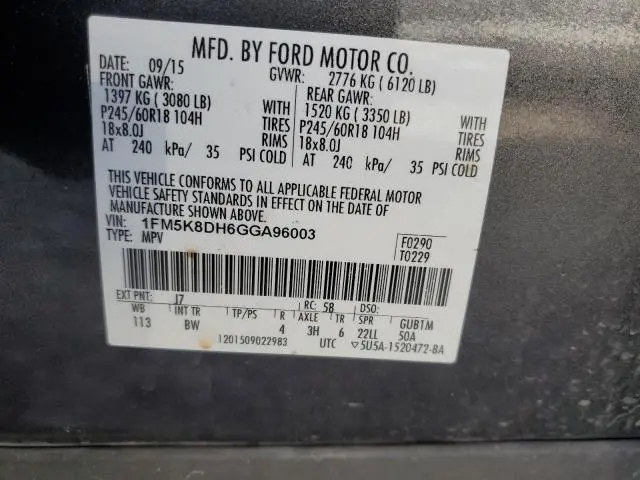 MFD. BY FORD MOTOR CO.
DATE: 09/15 GVWR: 2776 KG ( 6120 LB)
FRONT GAWR: REAR GAWR:
1397 KG ( 3080 LB) WITH 1520 KG ( 3350 LB) WITH
P245/60R18 104H TIRES P245/60R18 104H TIRES
18x8.0J RIMS 18x8.0J RIMS
AT 240 kPa/ 35 PSI COLD AT 240 kPa/ 35 PSI COLD
THIS VEHICLE CONFORMS TO ALL APPLICABLE FEDERAL MOTOR
VEHICLE SAFETY STANDARDS IN EFFECT ON THE DATE OF
MANUFACTURE SHOWN ABOVE.
VIN: 1FM5K8DH6GGA96003 F0290
TYPE: MPV T0229
EXT PNT: J7 RC: 58 DSO:
WB INT TR TP/PS R AXLE TR SPR GUB1M
113 BW 4 3H 6 22LL 50A
1201509022983 UTC ▽5U5A-1520472-BA